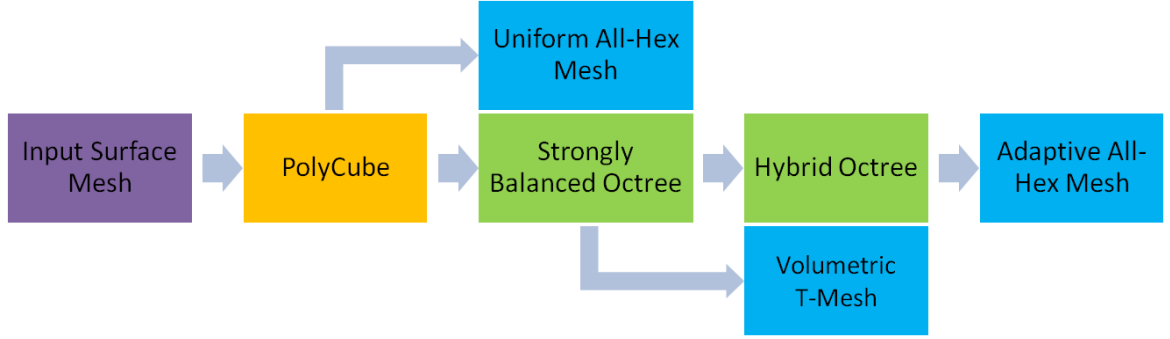 Uniform All-Hex
Mesh
Input Surface
Mesh
PolyCube
Strongly
Balanced Octree
Hybrid Octree
Adaptive All-
Hex Mesh
Volumetric
T-Mesh